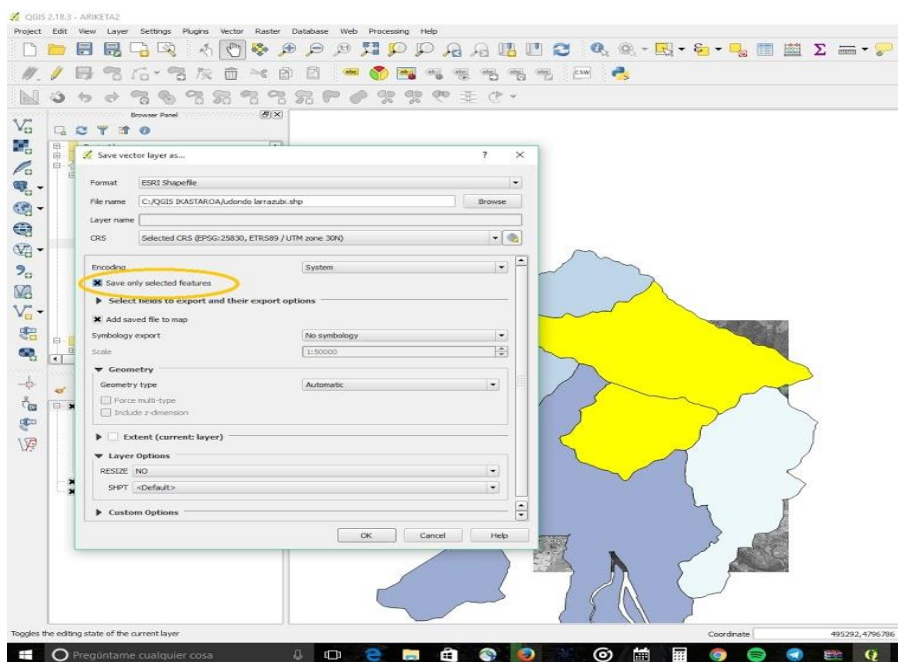 QGIS 2.18.3 - ARIKETA2
Project Edit View Layer Settings Plugins Vector Raster Database Web Processing Help
Browser Panel
Save vector layer as...
Format ESRI Shapefile
File name C:/QGIS IKASTAROA/udondo larrazubi.shp Browse
Layer name
CRS Selected CRS (EPSG:25830, ETRS89 / UTM zone 30N)
Encoding System
Save only selected features
Select fields to export and their export options
Add saved file to map
Symbology export No symbology
Scale 1:50000
Geometry
Geometry type Automatic
Force multi-type
Include z-dimension
Extent (current: layer)
Layer Options
RESIZE NO
SHPT <Default>
Custom Options
OK Cancel Help
Toggles the editing state of the current layer Coordinate 495292,4796786
Pregúntame cualquier cosa